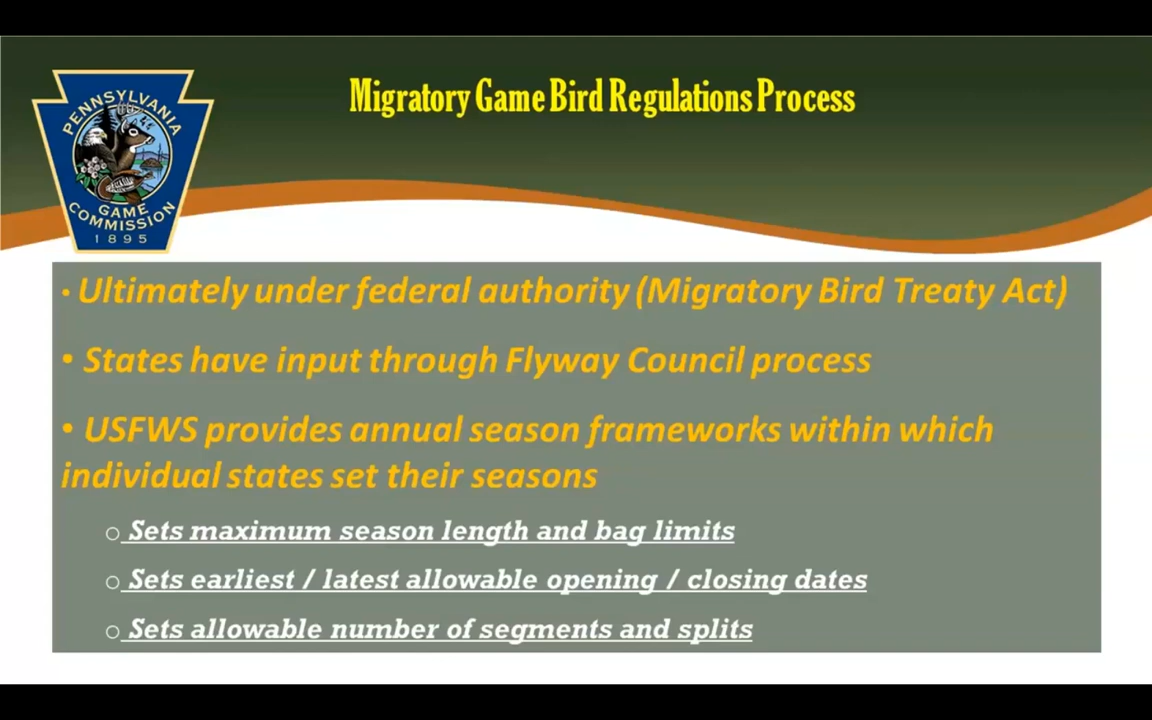 PENNSYLVANIA
GAME
COMMISSION
1895
Migratory Game Bird Regulations Process
• Ultimately under federal authority (Migratory Bird Treaty Act)
• States have input through Flyway Council process
• USFWS provides annual season frameworks within which
individual states set their seasons
o Sets maximum season length and bag limits
o Sets earliest / latest allowable opening / closing dates
o Sets allowable number of segments and splits